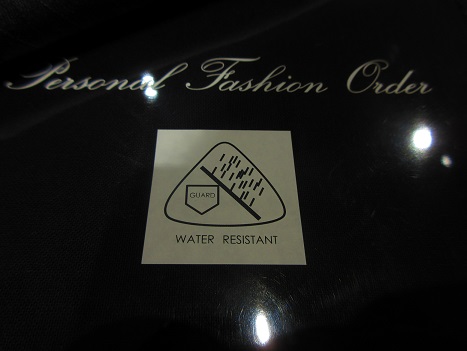 Personal Fashion Order
GUARD
WATER RESISTANT